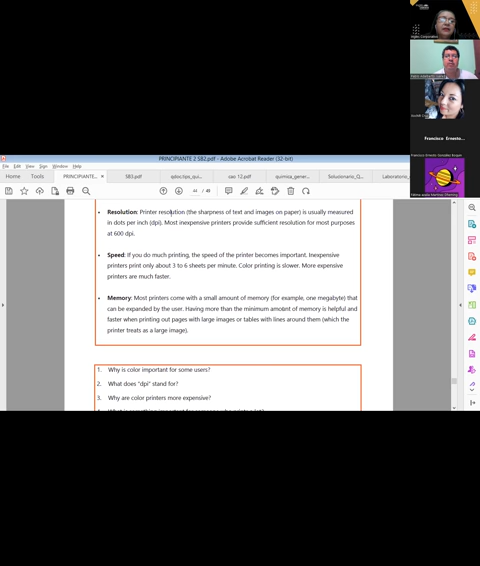 Francisco Ernesto...
PRINCIPIANTE 2 SB2.pdf - Adobe Acrobat Reader (32-bit)
File Edit View Sign Window Help
Home Tools PRINCIPIANTE... × SB3.pdf cao 12.pdf Solucionario_Q... Laboratorio_
44 / 49
• Resolution: Printer resolution (the sharpness of text and images on paper) is usually measured
in dots per inch (dpi). Most inexpensive printers provide sufficient resolution for most purposes
at 600 dpi.
• Speed: If you do much printing, the speed of the printer becomes important. Inexpensive
printers print only about 3 to 6 sheets per minute. Color printing is slower. More expensive
printers are much faster.
• Memory: Most printers come with a small amount of memory (for example, one megabyte) that
can be expanded by the user. Having more than the minimum amount of memory is helpful and
faster when printing out pages with large images or tables with lines around them (which the
printer treats as a large image).
1. Why is color important for some users?
2. What does "dpi" stand for?
3. Why are color printers more expensive?